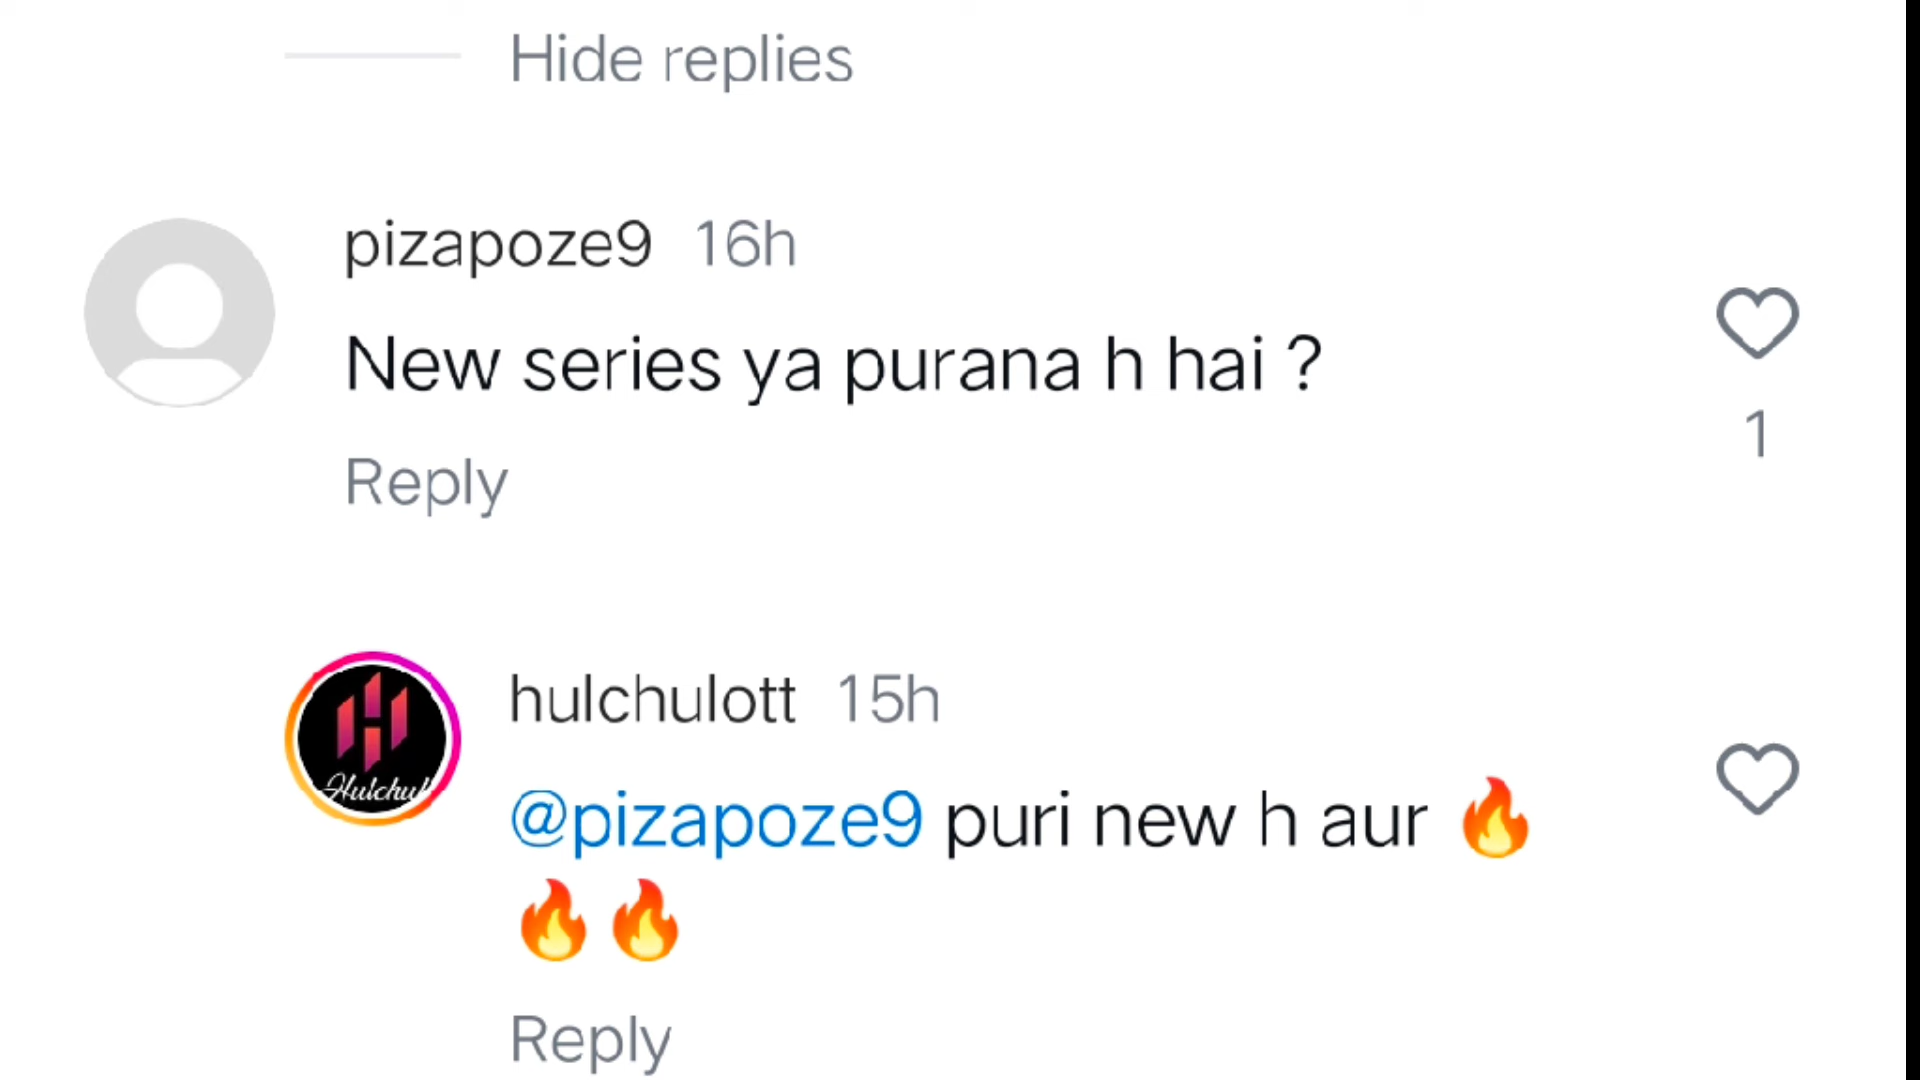 Hide replies
pizapoze9 16h
New series ya purana h hai ?
1
Reply
hulchulott 15h
Hulchul
@pizapoze9 puri new h aur 🔥
🔥🔥
Reply